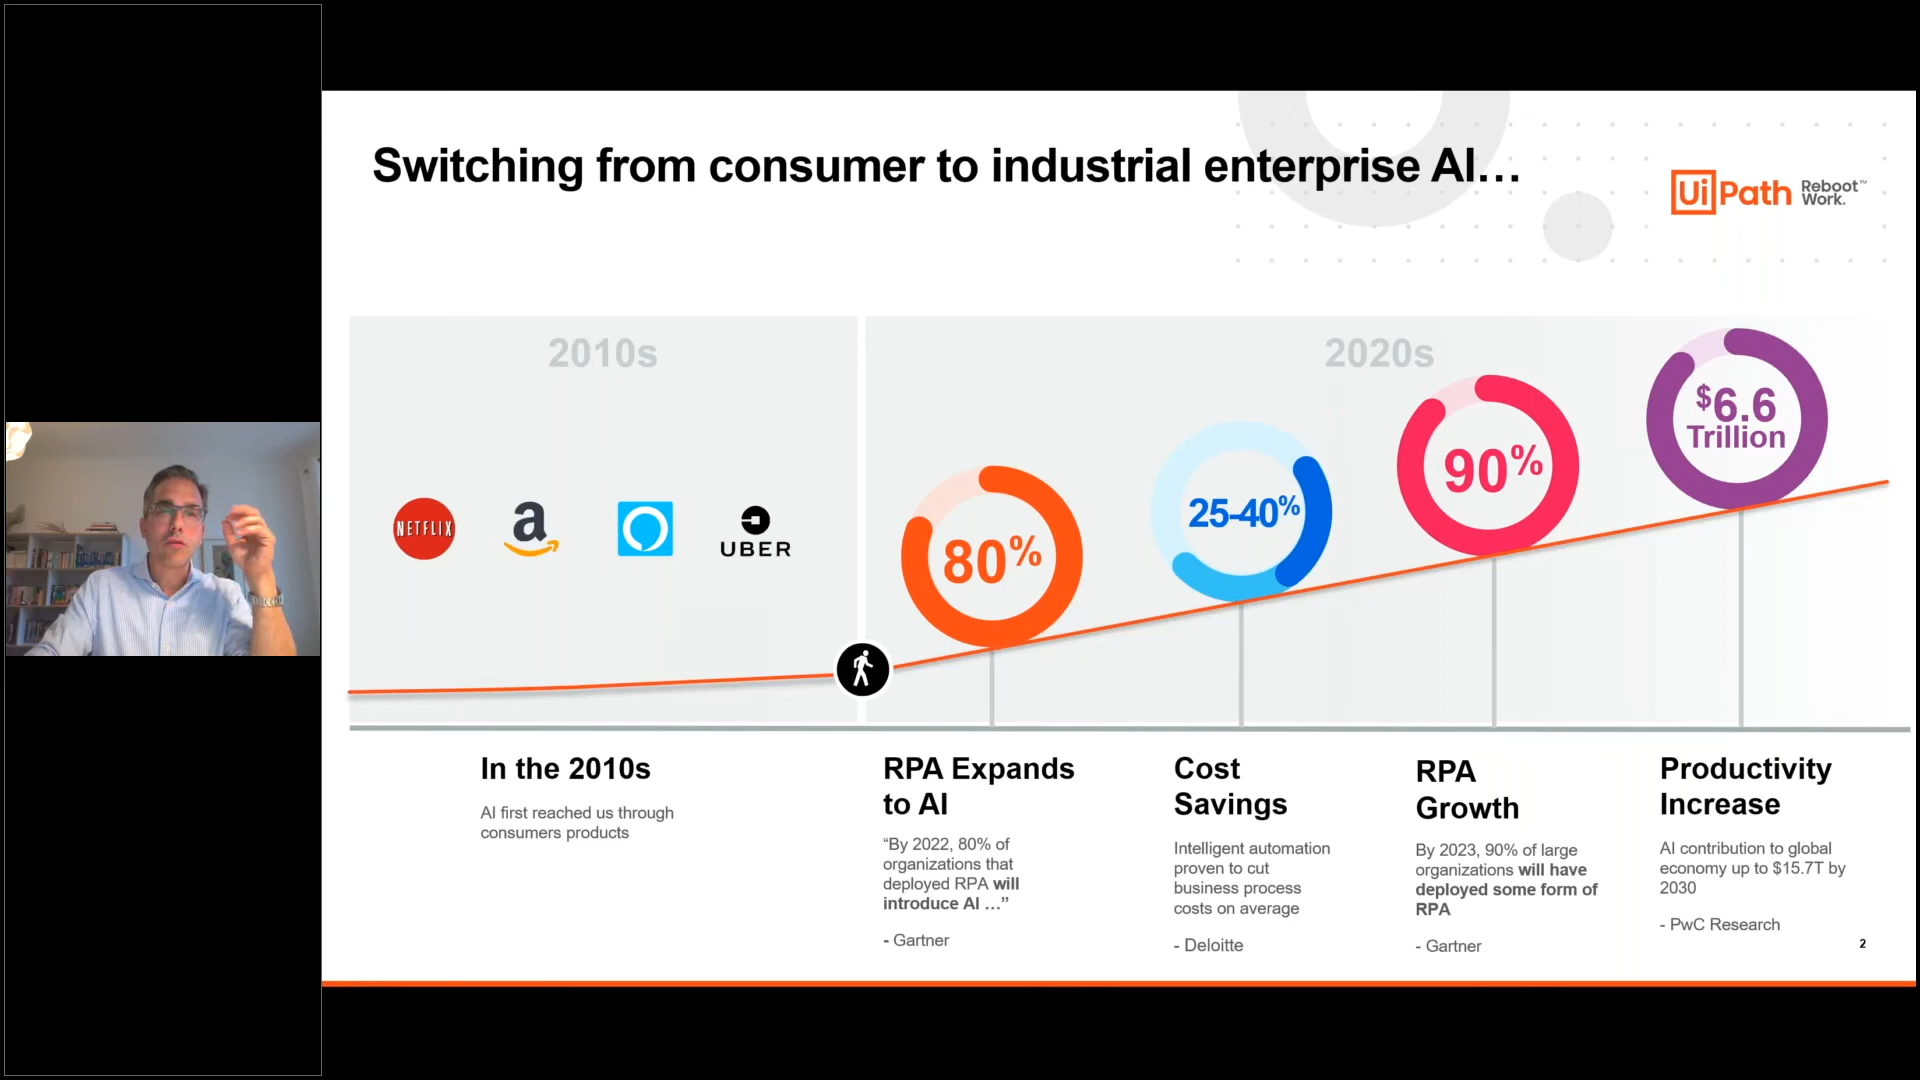 Switching from consumer to industrial enterprise AI…
UiPath
Reboot™
Work.
2010s
2020s
NETFLIX
a
UBER
80%
25-40%
90%
$6.6
Trillion
In the 2010s
AI first reached us through
consumers products
RPA Expands
to AI
“By 2022, 80% of
organizations that
deployed RPA will
introduce AI …”
- Gartner
Cost
Savings
Intelligent automation
proven to cut
business process
costs on average
- Deloitte
RPA
Growth
By 2023, 90% of large
organizations will have
deployed some form of
RPA
- Gartner
Productivity
Increase
AI contribution to global
economy up to $15.7T by
2030
- PwC Research
2